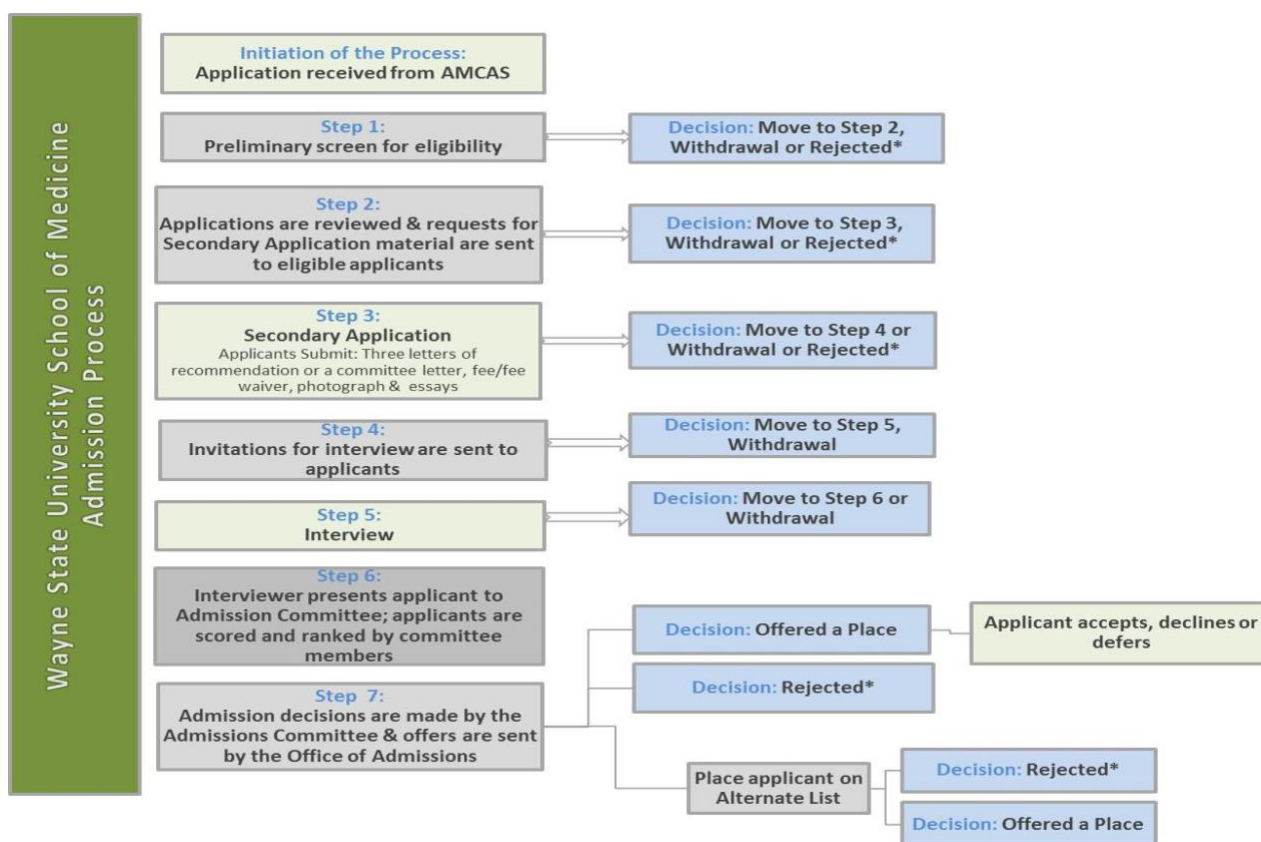 Wayne State University School of Medicine
Admission Process
Initiation of the Process:
Application received from AMCAS
Step 1:
Preliminary screen for eligibility
Decision: Move to Step 2,
Withdrawal or Rejected*
Step 2:
Applications are reviewed & requests for
Secondary Application material are sent
to eligible applicants
Decision: Move to Step 3,
Withdrawal or Rejected*
Step 3:
Secondary Application
Applicants Submit: Three letters of
recommendation or a committee letter, fee/fee
waiver, photograph & essays
Decision: Move to Step 4 or
Withdrawal or Rejected*
Step 4:
Invitations for interview are sent to
applicants
Decision: Move to Step 5,
Withdrawal
Step 5:
Interview
Decision: Move to Step 6 or
Withdrawal
Step 6:
Interviewer presents applicant to
Admission Committee; applicants are
scored and ranked by committee
members
Step 7:
Admission decisions are made by the
Admissions Committee & offers are sent
by the Office of Admissions
Decision: Offered a Place
Applicant accepts, declines or
defers
Decision: Rejected*
Place applicant on
Alternate List
Decision: Rejected*
Decision: Offered a Place